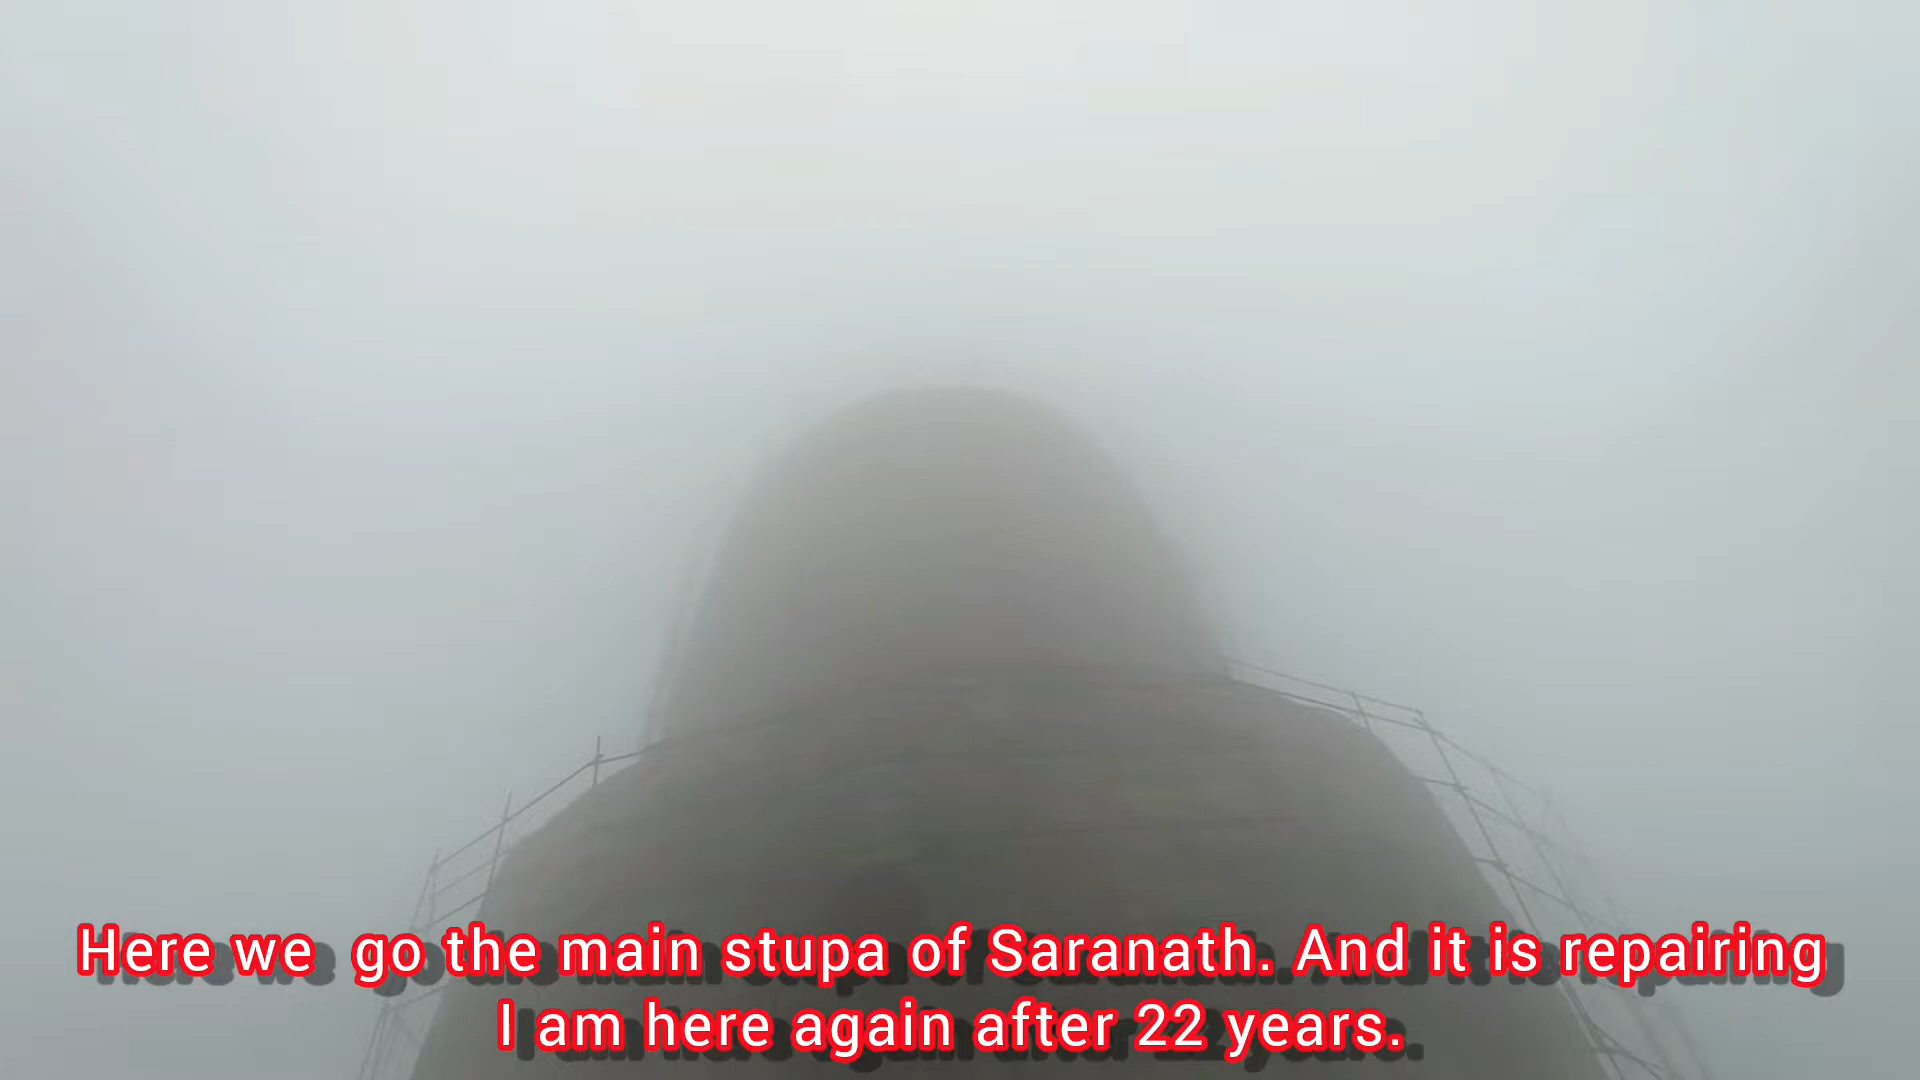 Here we go the main stupa of Saranath. And it is repairing
I am here again after 22 years.